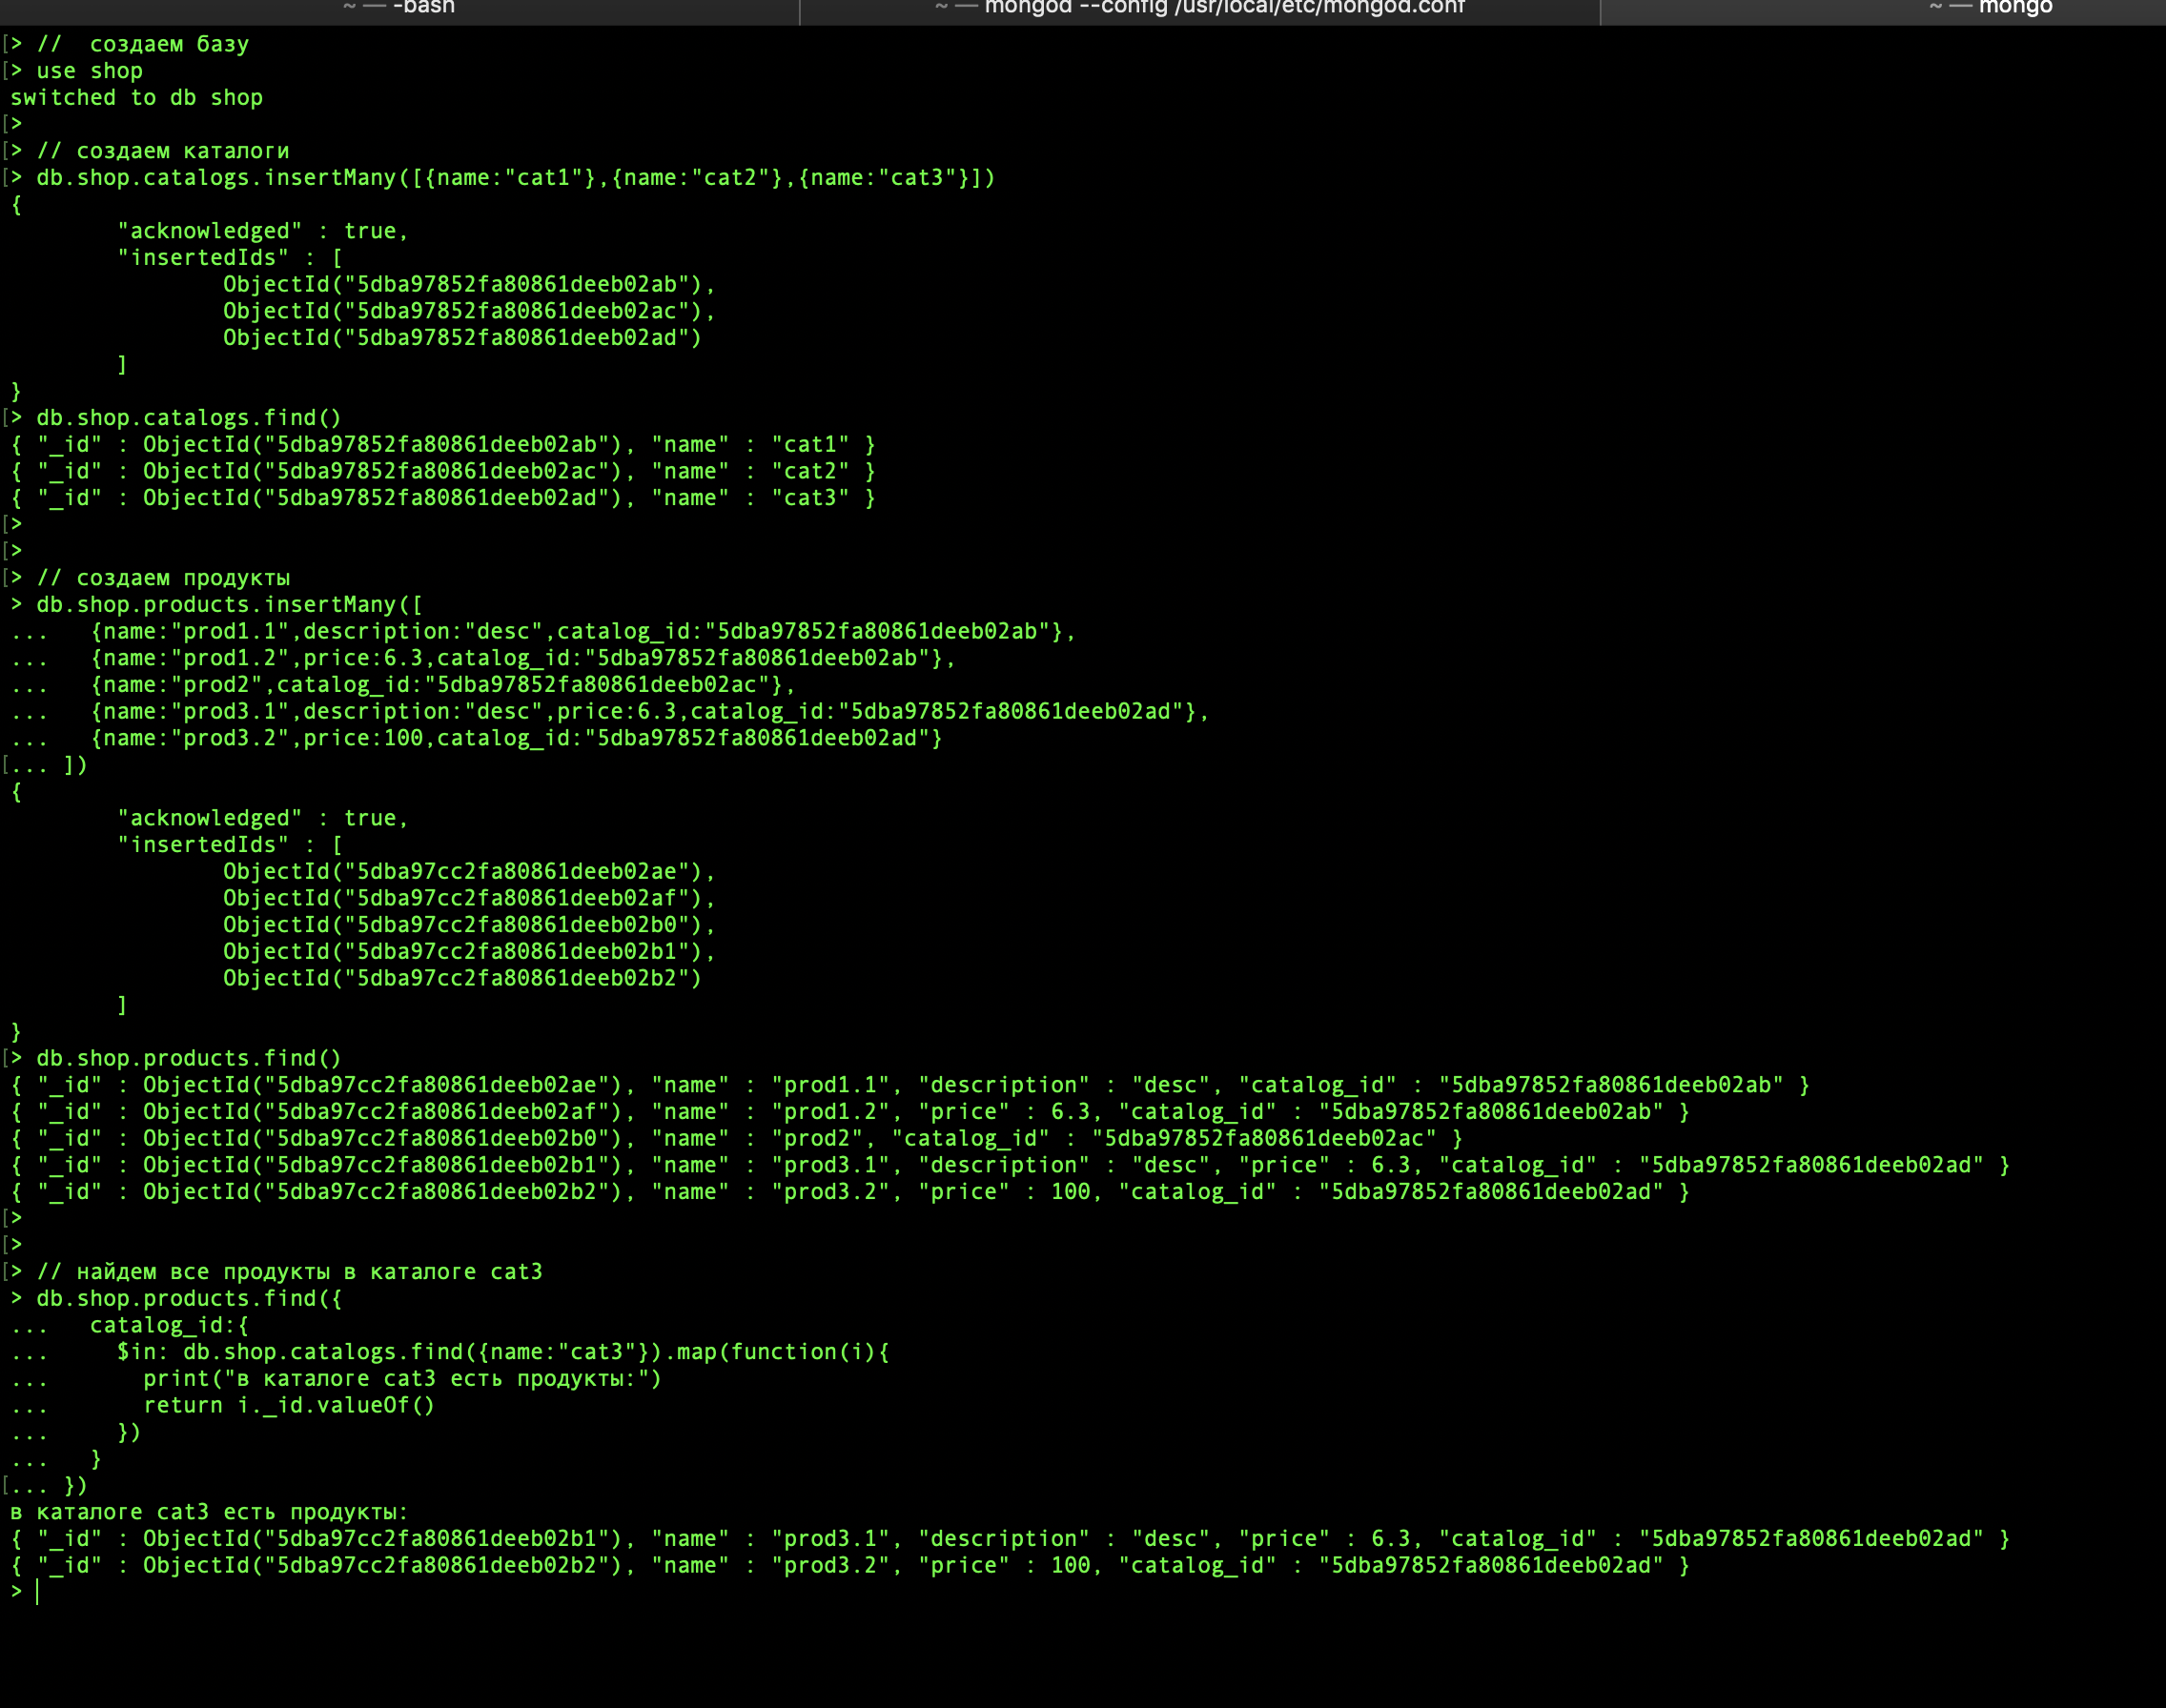 ~ — -bash
~ — mongod --config /usr/local/etc/mongod.conf
~ — mongo
[> //  создаем базу
[> use shop
switched to db shop
[>
[> // создаем каталоги
[> db.shop.catalogs.insertMany([{name:"cat1"},{name:"cat2"},{name:"cat3"}])
{
        "acknowledged" : true,
        "insertedIds" : [
                ObjectId("5dba97852fa80861deeb02ab"),
                ObjectId("5dba97852fa80861deeb02ac"),
                ObjectId("5dba97852fa80861deeb02ad")
        ]
}
[> db.shop.catalogs.find()
{ "_id" : ObjectId("5dba97852fa80861deeb02ab"), "name" : "cat1" }
{ "_id" : ObjectId("5dba97852fa80861deeb02ac"), "name" : "cat2" }
{ "_id" : ObjectId("5dba97852fa80861deeb02ad"), "name" : "cat3" }
[>
[>
[> // создаем продукты
> db.shop.products.insertMany([
...   {name:"prod1.1",description:"desc",catalog_id:"5dba97852fa80861deeb02ab"},
...   {name:"prod1.2",price:6.3,catalog_id:"5dba97852fa80861deeb02ab"},
...   {name:"prod2",catalog_id:"5dba97852fa80861deeb02ac"},
...   {name:"prod3.1",description:"desc",price:6.3,catalog_id:"5dba97852fa80861deeb02ad"},
...   {name:"prod3.2",price:100,catalog_id:"5dba97852fa80861deeb02ad"}
[... ])
{
        "acknowledged" : true,
        "insertedIds" : [
                ObjectId("5dba97cc2fa80861deeb02ae"),
                ObjectId("5dba97cc2fa80861deeb02af"),
                ObjectId("5dba97cc2fa80861deeb02b0"),
                ObjectId("5dba97cc2fa80861deeb02b1"),
                ObjectId("5dba97cc2fa80861deeb02b2")
        ]
}
[> db.shop.products.find()
{ "_id" : ObjectId("5dba97cc2fa80861deeb02ae"), "name" : "prod1.1", "description" : "desc", "catalog_id" : "5dba97852fa80861deeb02ab" }
{ "_id" : ObjectId("5dba97cc2fa80861deeb02af"), "name" : "prod1.2", "price" : 6.3, "catalog_id" : "5dba97852fa80861deeb02ab" }
{ "_id" : ObjectId("5dba97cc2fa80861deeb02b0"), "name" : "prod2", "catalog_id" : "5dba97852fa80861deeb02ac" }
{ "_id" : ObjectId("5dba97cc2fa80861deeb02b1"), "name" : "prod3.1", "description" : "desc", "price" : 6.3, "catalog_id" : "5dba97852fa80861deeb02ad" }
{ "_id" : ObjectId("5dba97cc2fa80861deeb02b2"), "name" : "prod3.2", "price" : 100, "catalog_id" : "5dba97852fa80861deeb02ad" }
[>
[>
[> // найдем все продукты в каталоге cat3
> db.shop.products.find({
...   catalog_id:{
...     $in: db.shop.catalogs.find({name:"cat3"}).map(function(i){
...       print("в каталоге cat3 есть продукты:")
...       return i._id.valueOf()
...     })
...   }
[... })
в каталоге cat3 есть продукты:
{ "_id" : ObjectId("5dba97cc2fa80861deeb02b1"), "name" : "prod3.1", "description" : "desc", "price" : 6.3, "catalog_id" : "5dba97852fa80861deeb02ad" }
{ "_id" : ObjectId("5dba97cc2fa80861deeb02b2"), "name" : "prod3.2", "price" : 100, "catalog_id" : "5dba97852fa80861deeb02ad" }
>